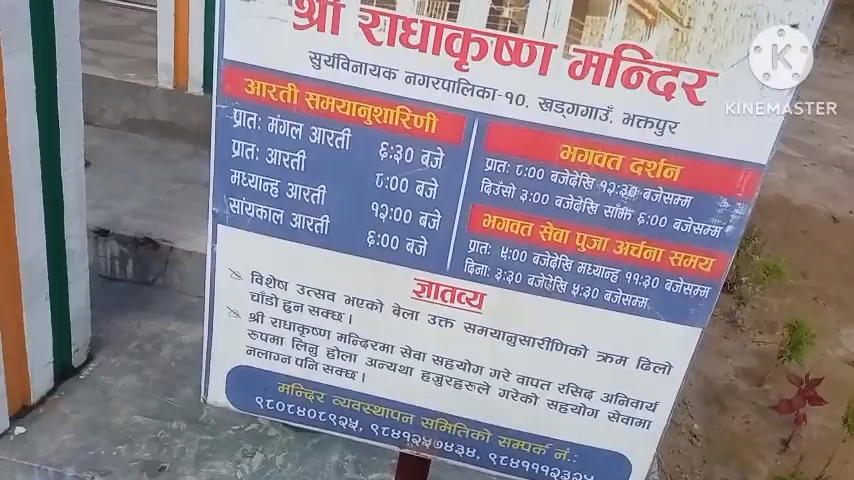 श्री राधाकृष्ण मन्दिर
सुर्यविनायक नगरपालिका-१०, खड्गगाउँ, भक्तपुर
आरती समयानुशारिणी
प्रातः मंगल आरती ६:३० बजे
प्रातः आरती ८:०० बजे
मध्यान्ह आरती १२:०० बजे
सांयकाल आरती ६:०० बजे
भगवत दर्शन
प्रातः ८:०० बजेदेखि १२:३० बजेसम्म
दिउँसो ३:०० बजेदेखि साँझ ६:०० बजेसम्म
भगवत सेवा पुजा अर्चना समय
प्रातः ५:०० बजेदेखि मध्यान्ह ११:३० बजेसम्म
दिनाः ३:३० बजेदेखि ५:३० बजेसम्म
ज्ञातव्य
विशेष उत्सव भएको बेला उक्त समयानुसारीणीको क्रम ढिलो
चाँडो हुन सक्छ।
श्री राधाकृष्ण मन्दिरमा सेवा सहयोग गरे वापत रसिद अनिवार्य
रुपमा लिनु होला अन्यथा हजुरहरुले गरेको सहयोग सेवामा
नलाग्न पनि सक्छ।
मन्दिर व्यवस्थापन समितिको सम्पर्क नं.:
९८०८४०८९२५, ९८४१२५७४३४, ९८४१११२३२५
KINEMASTER